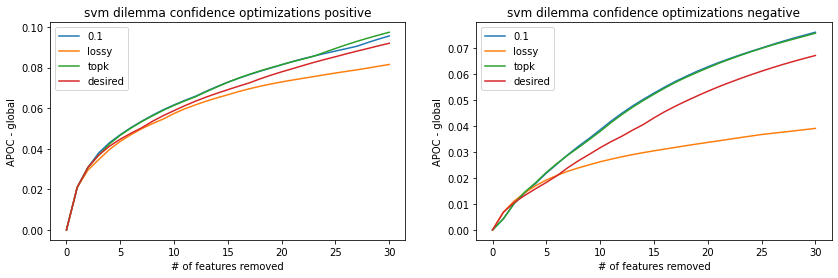 svm dilemma confidence optimizations positive
0.1
lossy
topk
desired
APOC - global
0.10
0.08
0.06
0.04
0.02
0.00
0
5
10
15
20
25
30
# of features removed
svm dilemma confidence optimizations negative
0.1
lossy
topk
desired
APOC - global
0.07
0.06
0.05
0.04
0.03
0.02
0.01
0.00
0
5
10
15
20
25
30
# of features removed